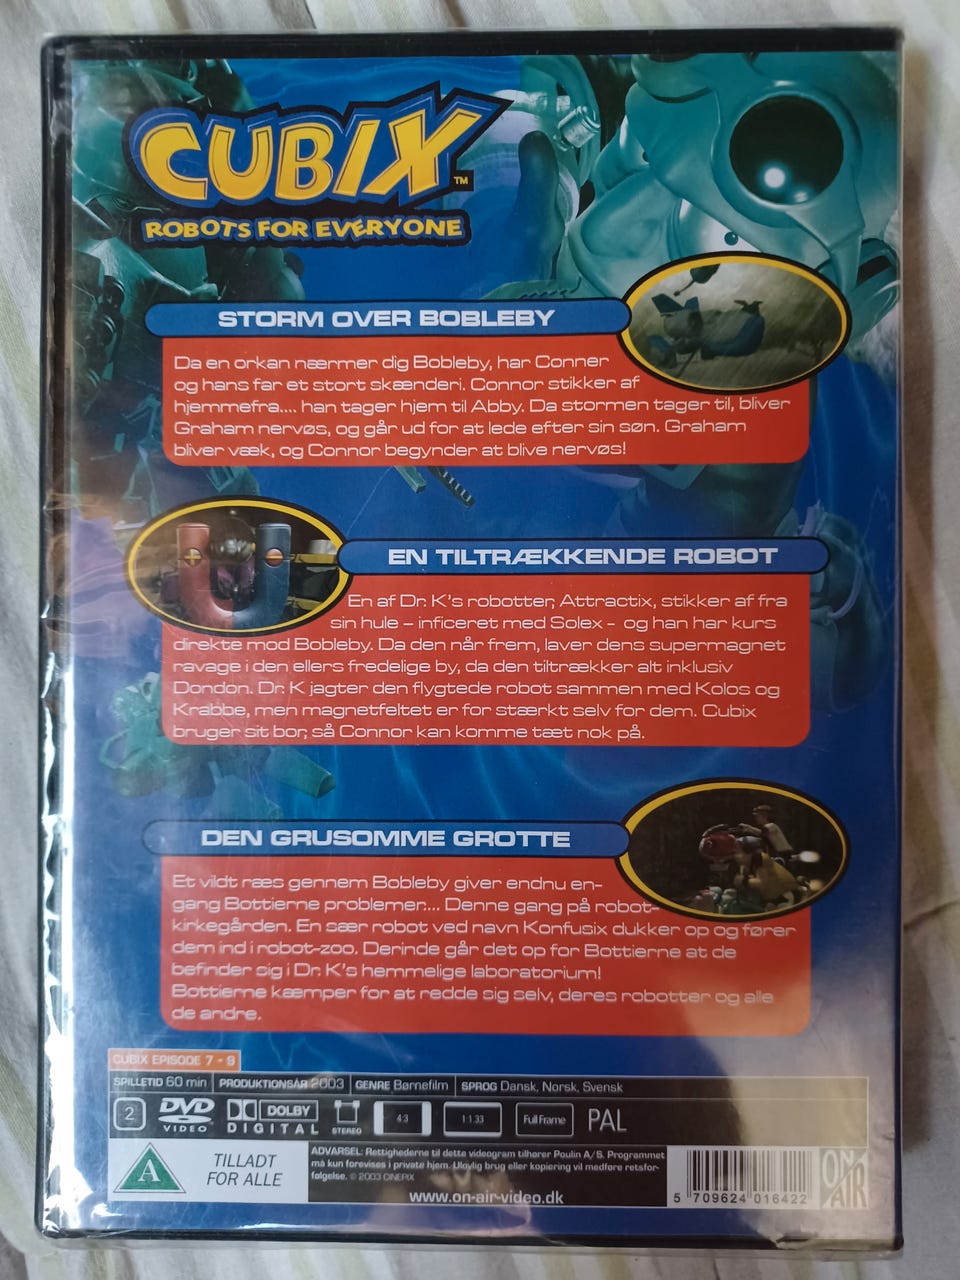 CUBIX™
ROBOTS FOR EVERYONE
STORM OVER BOBLEBY
Da en orkan nærmer dig Bobleby, har Conner
og hans far et stort skænderi. Connor stikker af
hjemmefra.... han tager hjem til Abby. Da stormen tager til, bliver
Graham nervøs, og går ud for at lede efter sin søn. Graham
bliver væk, og Connor begynder at blive nervøs!
EN TILTRÆKKENDE ROBOT
En af Dr. K's robotter, Attractix, stikker af fra
sin hule – inficeret med Solex - og han har kurs
direkte mod Bobleby. Da den når frem, laver dens supermagnet
ravage i den ellers fredelige by, da den tiltrækker alt inklusiv
Dondon. Dr. K jagter den flygtede robot sammen med Kolos og
Krabbe, men magnetfeltet er for stærkt selv for dem. Cubix
bruger sit bor, så Connor kan komme tæt nok på.
DEN GRUSOMME GROTTE
Et vildt ræs gennem Bobleby giver endnu en-
gang Bottierne problemer.... Denne gang på robot-
kirkegården. En sær robot ved navn Konfusix dukker op og fører
dem ind i robot-zoo. Derinde går det op for Bottierne at de
befinder sig i Dr. K's hemmelige laboratorium!
Bottierne kæmper for at redde sig selv, deres robotter og alle
de andre.
CUBIX EPISODE 7 - 9
SPILLETID 60 min PRODUKTIONSÅR 2003 GENRE Børnefilm SPROG Dansk, Norsk, Svensk
2 DVD VIDEO DOLBY DIGITAL STEREO 4:3 1:1.33 Full Frame PAL
A TILLADT FOR ALLE
ADVARSEL: Rettighederne til dette videogram tilhører Poulin A/S. Programmet
må kun forevises i private hjem. Ulovlig brug eller kopiering vil medføre retsfor-
følgelse. © 2003 CINEPIX
www.on-air-video.dk
5 709624 016422
ON AIR